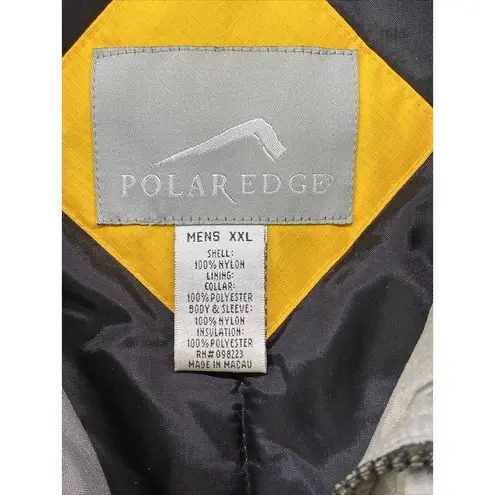 POLAR EDGE®
MENS XXL
SHELL:
100% NYLON
LINING:
COLLAR:
100% POLYESTER
BODY & SLEEVE:
100% NYLON
INSULATION:
100% POLYESTER
RN# 098223
MADE IN MACAU